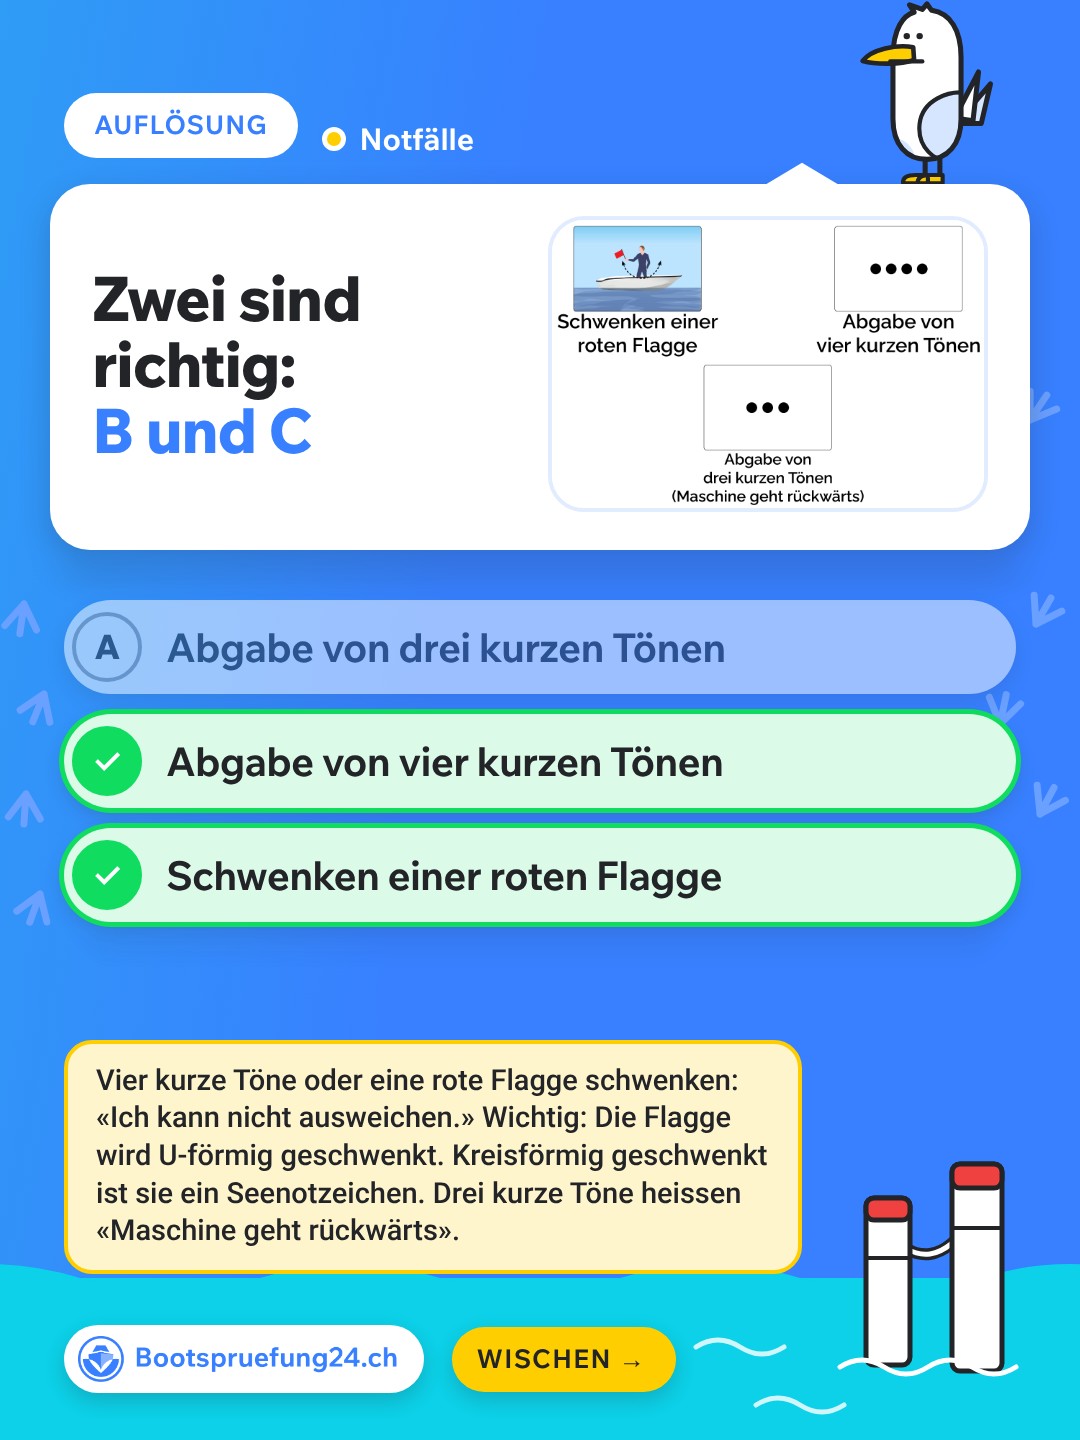 AUFLÖSUNG
Notfälle
Zwei sind
richtig:
B und C
Schwenken einer
roten Flagge
Abgabe von
vier kurzen Tönen
Abgabe von
drei kurzen Tönen
(Maschine geht rückwärts)
A Abgabe von drei kurzen Tönen
Abgabe von vier kurzen Tönen
Schwenken einer roten Flagge
Vier kurze Töne oder eine rote Flagge schwenken:
«Ich kann nicht ausweichen.» Wichtig: Die Flagge
wird U-förmig geschwenkt. Kreisförmig geschwenkt
ist sie ein Seenotzeichen. Drei kurze Töne heissen
«Maschine geht rückwärts».
Bootspruefung24.ch
WISCHEN →